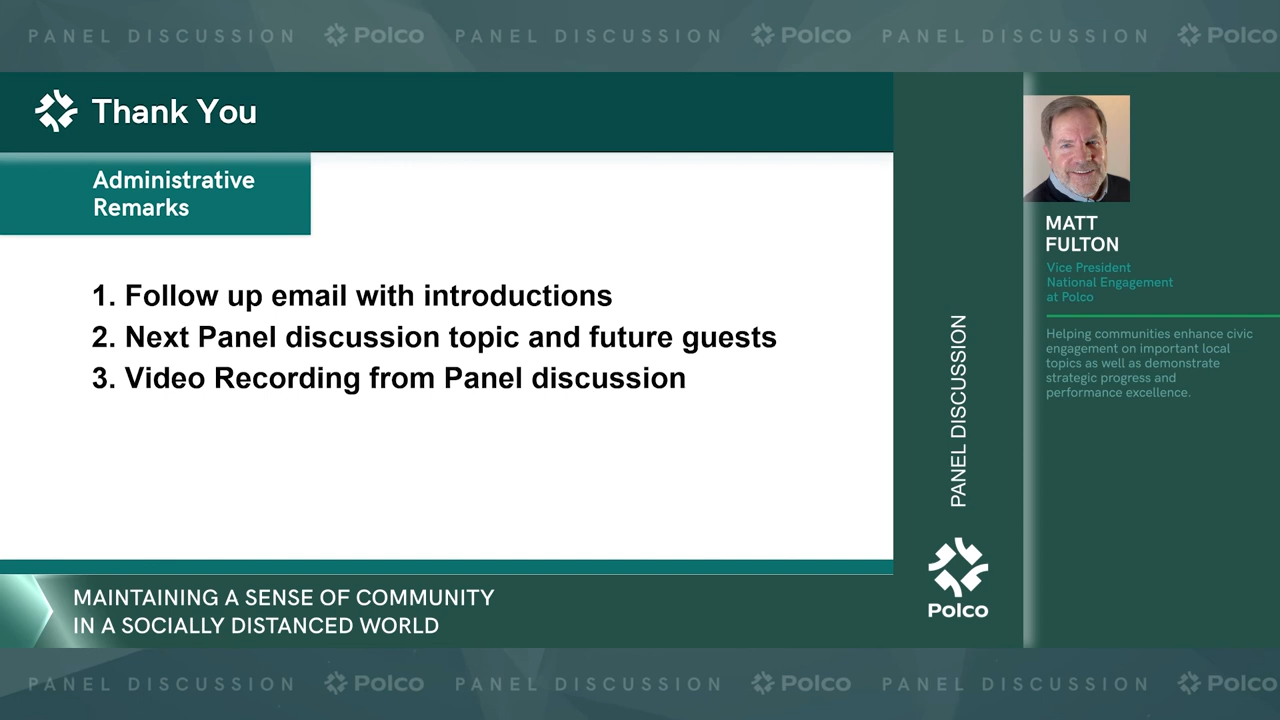 PANEL DISCUSSION Polco PANEL DISCUSSION Polco PANEL DISCUSSION Polco
Thank You
Administrative
Remarks
1. Follow up email with introductions
2. Next Panel discussion topic and future guests
3. Video Recording from Panel discussion
MAINTAINING A SENSE OF COMMUNITY
IN A SOCIALLY DISTANCED WORLD
PANEL DISCUSSION
Polco
MATT
FULTON
Vice President
National Engagement
at Polco
Helping communities enhance civic
engagement on important local
topics as well as demonstrate
strategic progress and
performance excellence.
PANEL DISCUSSION Polco PANEL DISCUSSION Polco PANEL DISCUSSION Polco